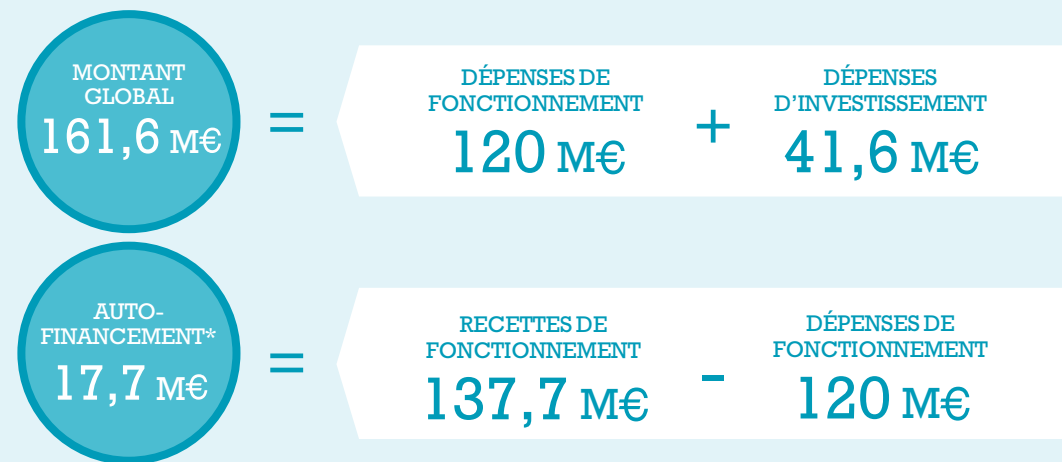 MONTANT
GLOBAL
161,6 M€
=
DÉPENSES DE
FONCTIONNEMENT
120 M€
+
DÉPENSES
D'INVESTISSEMENT
41,6 M€
AUTO-
FINANCEMENT*
17,7 M€
=
RECETTES DE
FONCTIONNEMENT
137,7 M€
-
DÉPENSES DE
FONCTIONNEMENT
120 M€